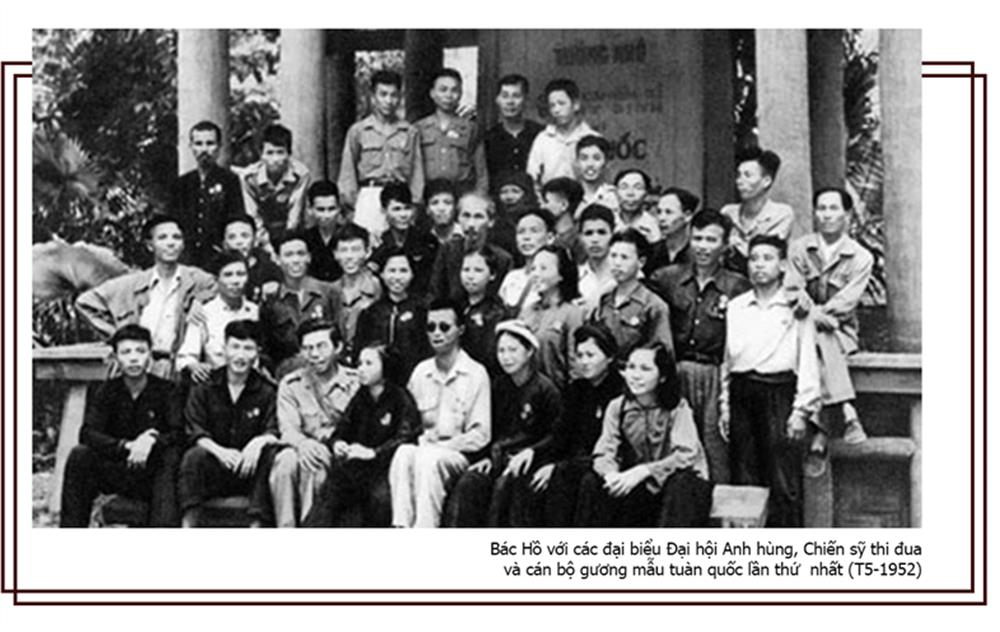 Bác Hồ với các đại biểu Đại hội Anh hùng, Chiến sỹ thi đua
và cán bộ gương mẫu tuàn quốc lần thứ nhất (T5-1952)